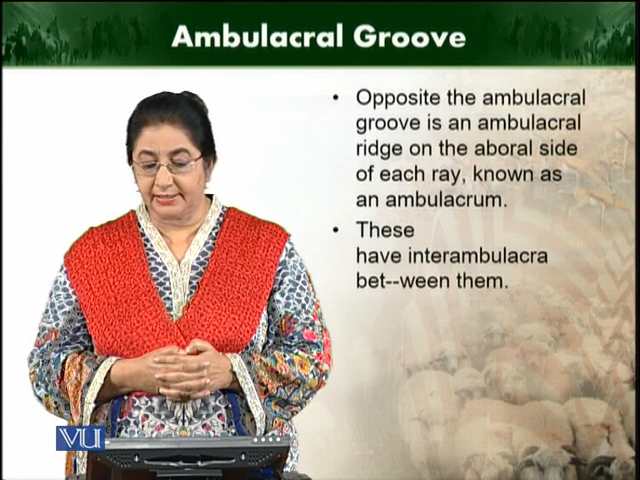 Ambulacral Groove
• Opposite the ambulacral
groove is an ambulacral
ridge on the aboral side
of each ray, known as
an ambulacrum.
• These
have interambulacra
bet--ween them.
VU